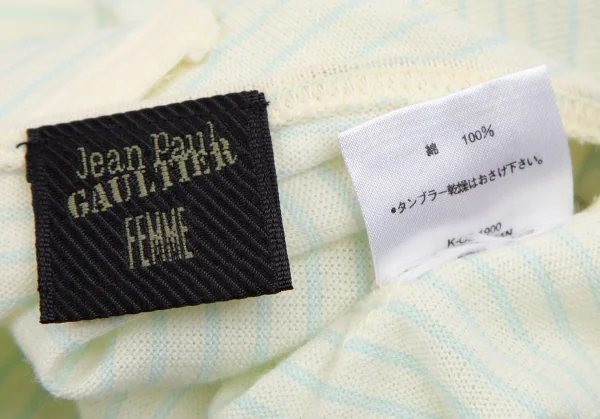 Jean Paul
GAULTIER
FEMME
綿 100%
●タンブラー乾燥はおさけ下さい。